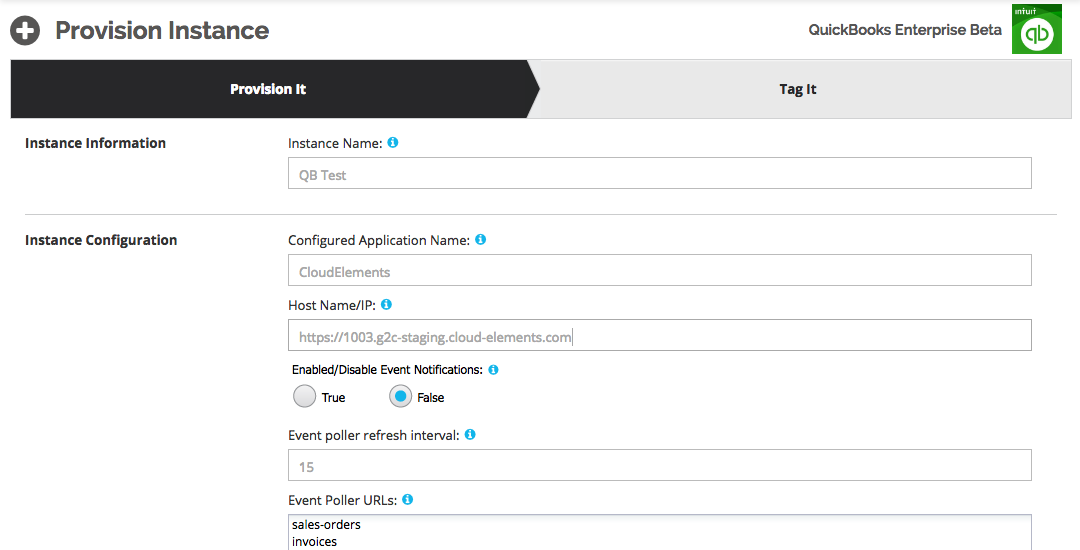 Provision Instance
QuickBooks Enterprise Beta
intuit
qb
Provision It
Tag It
Instance Information
Instance Name:
QB Test
Instance Configuration
Configured Application Name:
CloudElements
Host Name/IP:
https://1003.g2c-staging.cloud-elements.com
Enabled/Disable Event Notifications:
True
False
Event poller refresh interval:
15
Event Poller URLs:
sales-orders
invoices